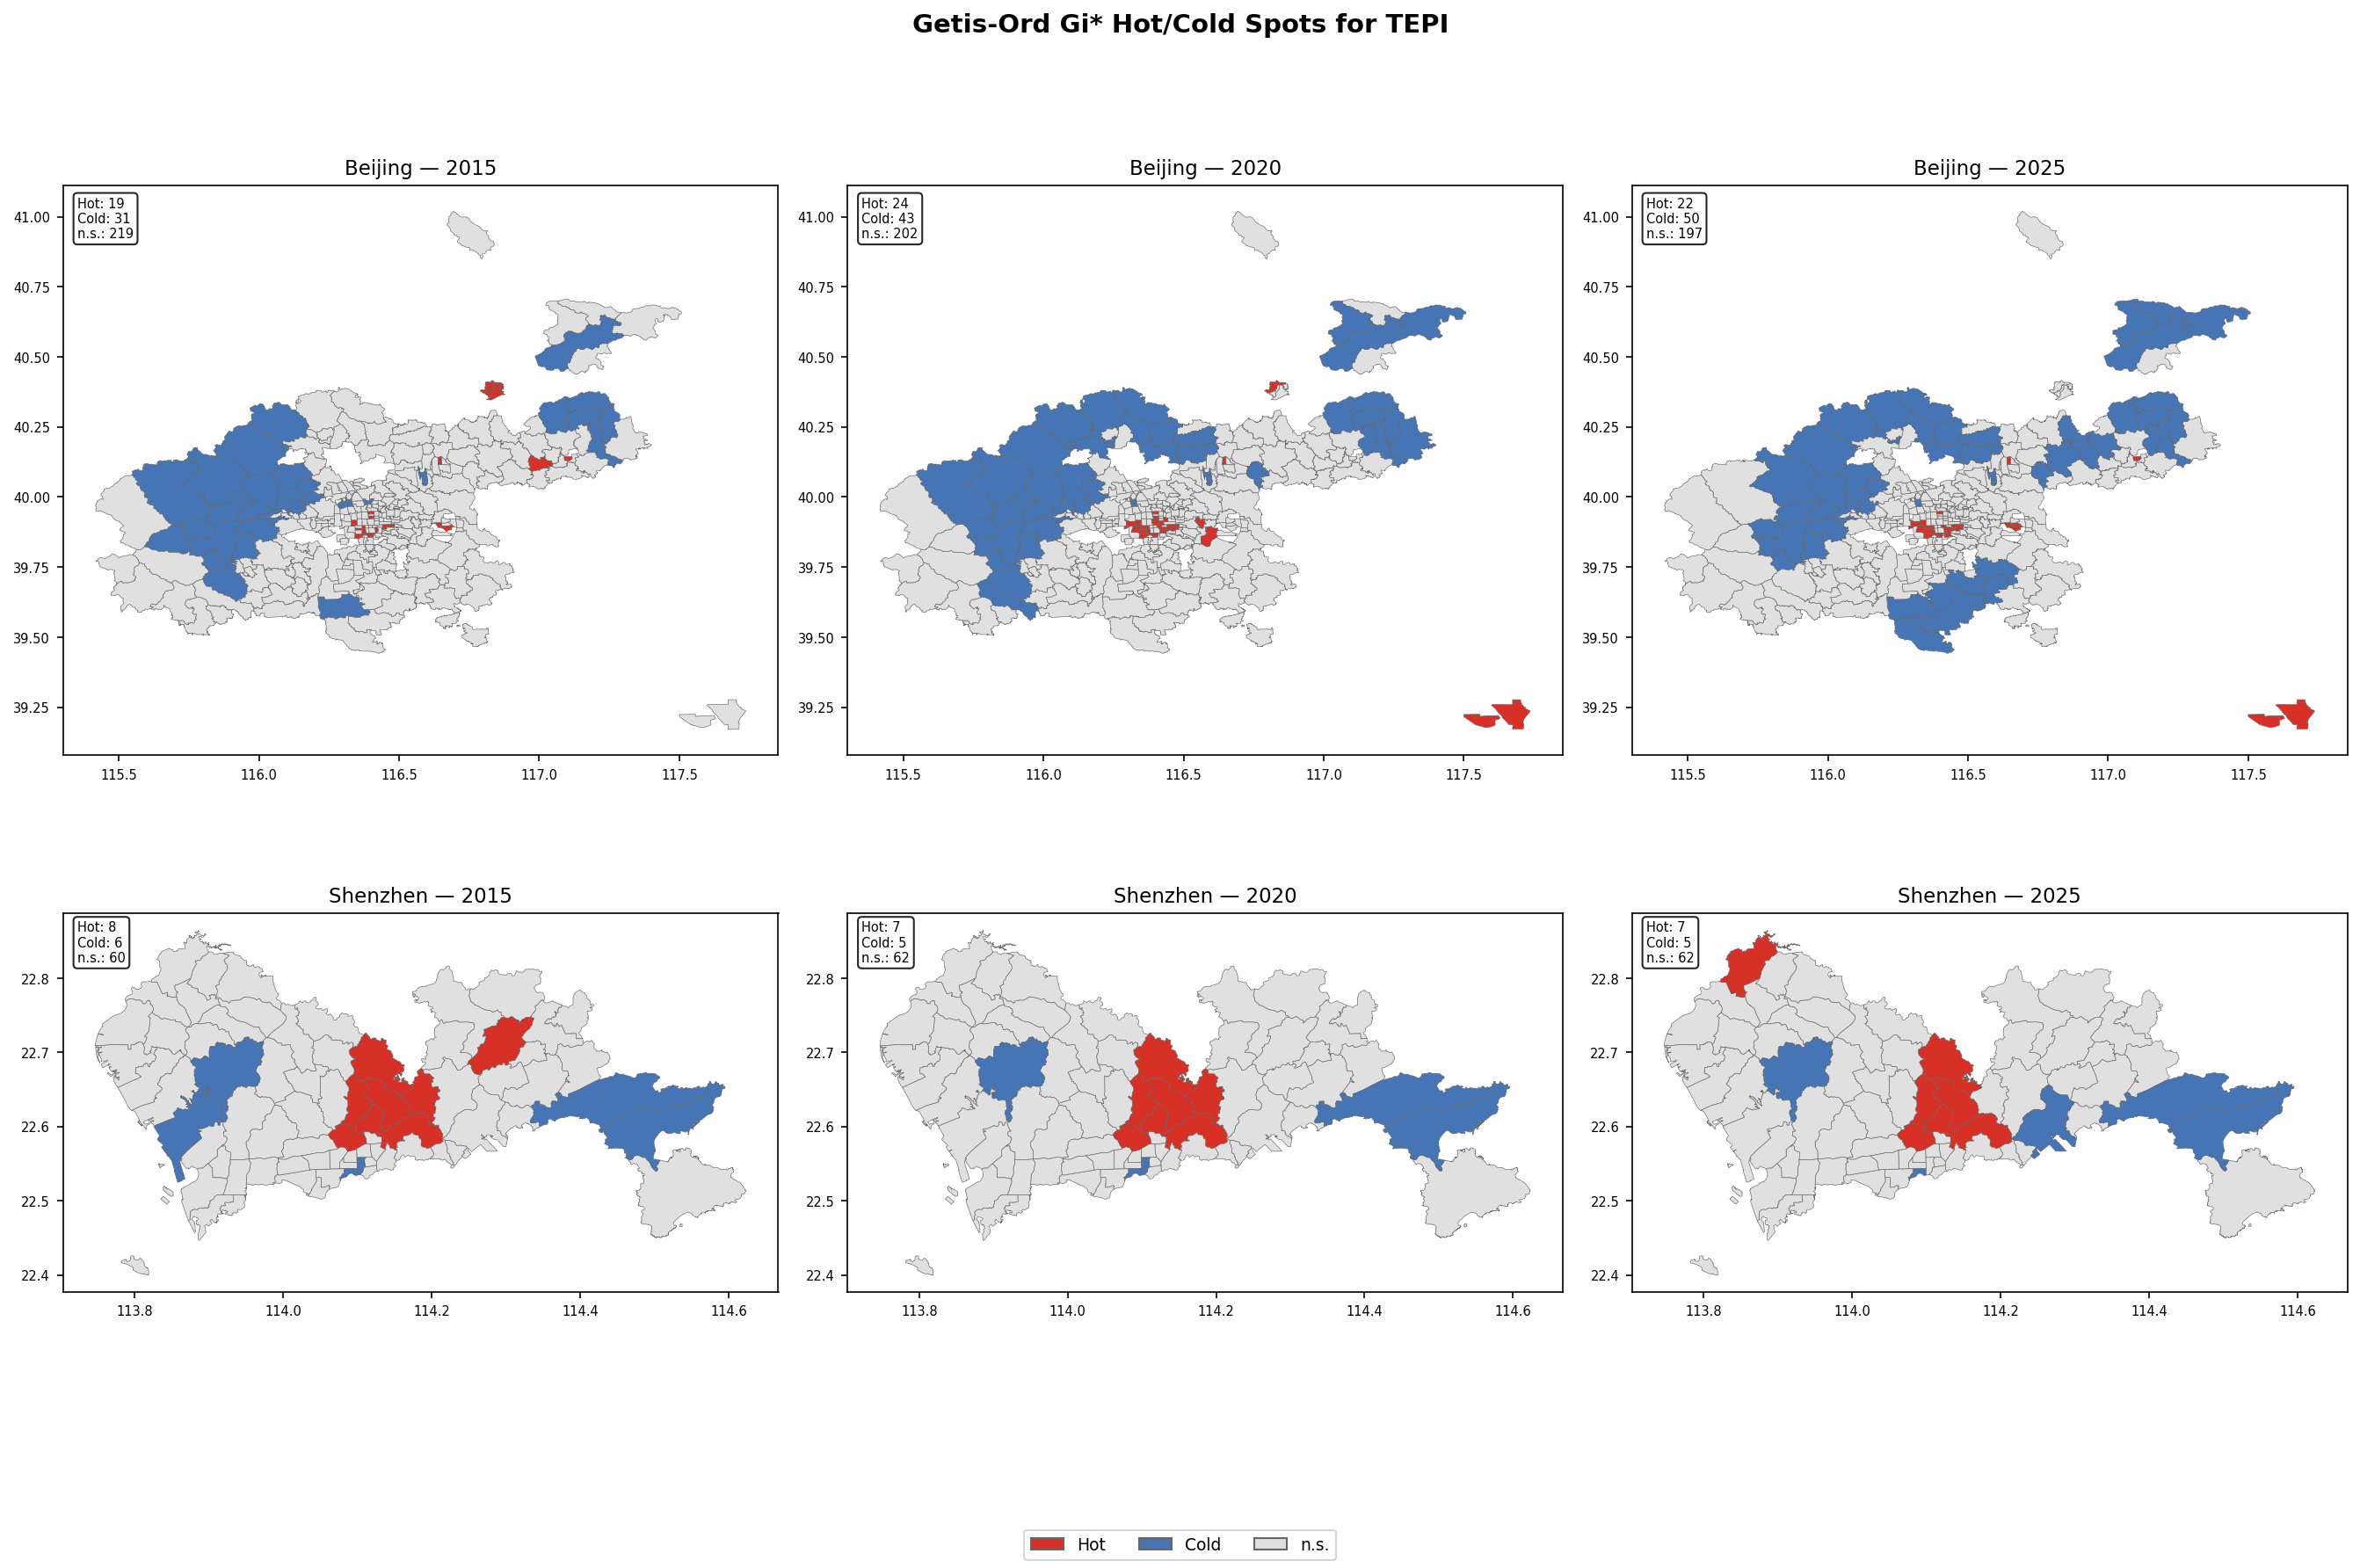 Getis-Ord Gi* Hot/Cold Spots for TEPI
Beijing — 2015
Hot: 19
Cold: 31
n.s.: 219
41.00
40.75
40.50
40.25
40.00
39.75
39.50
39.25
115.5 116.0 116.5 117.0 117.5
Beijing — 2020
Hot: 24
Cold: 43
n.s.: 202
41.00
40.75
40.50
40.25
40.00
39.75
39.50
39.25
115.5 116.0 116.5 117.0 117.5
Beijing — 2025
Hot: 22
Cold: 50
n.s.: 197
41.00
40.75
40.50
40.25
40.00
39.75
39.50
39.25
115.5 116.0 116.5 117.0 117.5
Shenzhen — 2015
Hot: 8
Cold: 6
n.s.: 60
22.8
22.7
22.6
22.5
22.4
113.8 114.0 114.2 114.4 114.6
Shenzhen — 2020
Hot: 7
Cold: 5
n.s.: 62
22.8
22.7
22.6
22.5
22.4
113.8 114.0 114.2 114.4 114.6
Shenzhen — 2025
Hot: 7
Cold: 5
n.s.: 62
22.8
22.7
22.6
22.5
22.4
113.8 114.0 114.2 114.4 114.6
Hot Cold n.s.